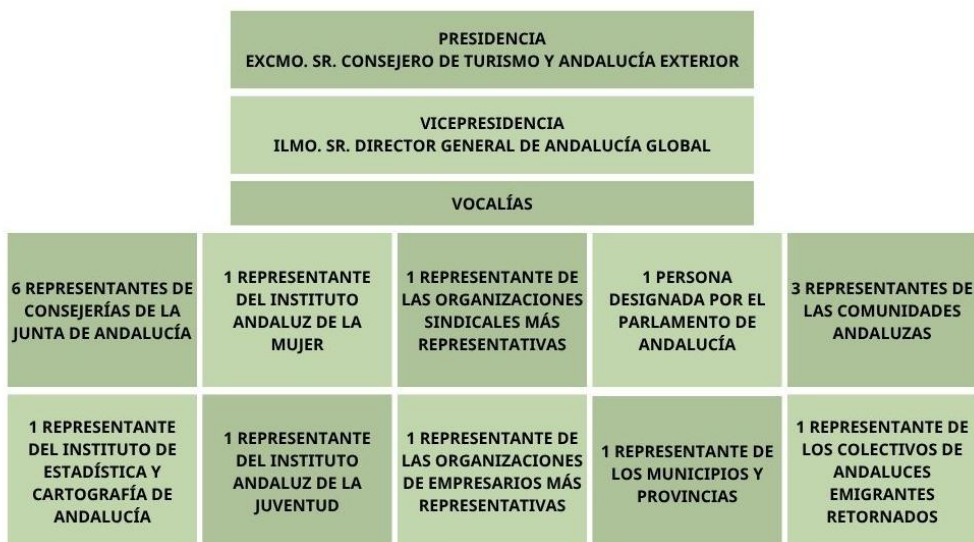 PRESIDENCIA
EXCMO. SR. CONSEJERO DE TURISMO Y ANDALUCÍA EXTERIOR
VICEPRESIDENCIA
ILMO. SR. DIRECTOR GENERAL DE ANDALUCÍA GLOBAL
VOCALÍAS
6 REPRESENTANTES DE
CONSEJERÍAS DE LA
JUNTA DE ANDALUCÍA
1 REPRESENTANTE
DEL INSTITUTO
ANDALUZ DE LA
MUJER
1 REPRESENTANTE DE
LAS ORGANIZACIONES
SINDICALES MÁS
REPRESENTATIVAS
1 PERSONA
DESIGNADA POR EL
PARLAMENTO DE
ANDALUCÍA
3 REPRESENTANTES DE
LAS COMUNIDADES
ANDALUZAS
1 REPRESENTANTE
DEL INSTITUTO DE
ESTADÍSTICA Y
CARTOGRAFÍA DE
ANDALUCÍA
1 REPRESENTANTE
DEL INSTITUTO
ANDALUZ DE LA
JUVENTUD
1 REPRESENTANTE DE
LAS ORGANIZACIONES
DE EMPRESARIOS MÁS
REPRESENTATIVAS
1 REPRESENTANTE DE
LOS MUNICIPIOS Y
PROVINCIAS
1 REPRESENTANTE DE
LOS COLECTIVOS DE
ANDALUCES
EMIGRANTES
RETORNADOS